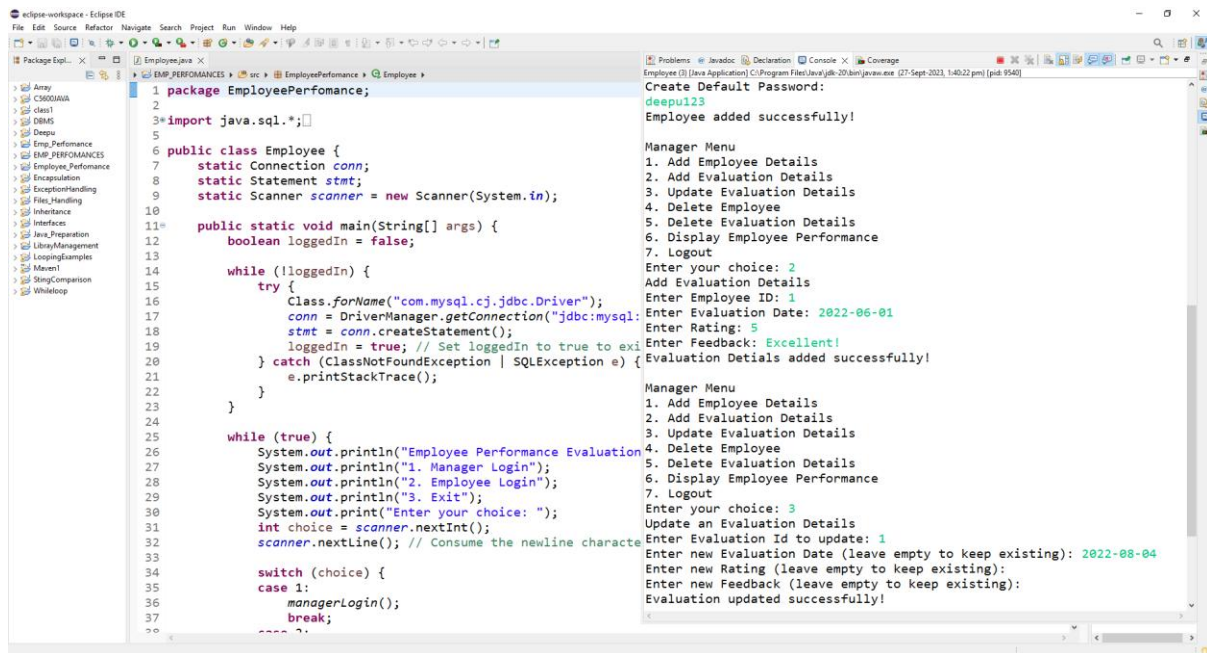 eclipse-workspace - Eclipse IDE
File Edit Source Refactor Navigate Search Project Run Window Help
Package Expl...
Array
CS600JAVA
class1
DBMS
Deepu
Emp_Perfomance
EMP_PERFOMANCES
Employee_Perfomance
Encapsulation
ExceptionHandling
Files_Handling
Inheritance
Interfaces
Java_Preparation
LibrayManagement
LoopingExamples
Maven1
StingComparison
Whileloop
Employee.java
EMP_PERFOMANCES src EmployeePerfomance Employee
1 package EmployeePerfomance;
2
3 import java.sql.*;
5
6 public class Employee {
7 static Connection conn;
8 static Statement stmt;
9 static Scanner scanner = new Scanner(System.in);
10
11 public static void main(String[] args) {
12 boolean loggedIn = false;
13
14 while (!loggedIn) {
15 try {
16 Class.forName("com.mysql.cj.jdbc.Driver");
17 conn = DriverManager.getConnection("jdbc:mysql:
18 stmt = conn.createStatement();
19 loggedIn = true; // Set loggedIn to true to exi
20 } catch (ClassNotFoundException | SQLException e) {
21 e.printStackTrace();
22 }
23 }
24
25 while (true) {
26 System.out.println("Employee Performance Evaluation
27 System.out.println("1. Manager Login");
28 System.out.println("2. Employee Login");
29 System.out.println("3. Exit");
30 System.out.print("Enter your choice: ");
31 int choice = scanner.nextInt();
32 scanner.nextLine(); // Consume the newline characte
33
34 switch (choice) {
35 case 1:
36 managerLogin();
37 break;
38 case 2:
Problems Javadoc Declaration Console Coverage
Employee (3) [Java Application] C:\Program Files\Java\jdk-20\bin\javaw.exe (27-Sept-2023, 1:40:22 pm) [pid: 9540]
Create Default Password:
deepu123
Employee added successfully!
Manager Menu
1. Add Employee Details
2. Add Evaluation Details
3. Update Evaluation Details
4. Delete Employee
5. Delete Evaluation Details
6. Display Employee Performance
7. Logout
Enter your choice: 2
Add Evaluation Details
Enter Employee ID: 1
Enter Evaluation Date: 2022-06-01
Enter Rating: 5
Enter Feedback: Excellent!
Evaluation Detials added successfully!
Manager Menu
1. Add Employee Details
2. Add Evaluation Details
3. Update Evaluation Details
4. Delete Employee
5. Delete Evaluation Details
6. Display Employee Performance
7. Logout
Enter your choice: 3
Update an Evaluation Details
Enter Evaluation Id to update: 1
Enter new Evaluation Date (leave empty to keep existing): 2022-08-04
Enter new Rating (leave empty to keep existing):
Enter new Feedback (leave empty to keep existing):
Evaluation updated successfully!